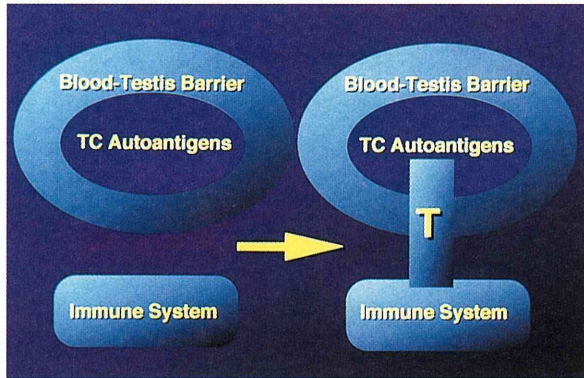 Blood-Testis Barrier
TC Autoantigens
Immune System
Blood-Testis Barrier
TC Autoantigens
T
Immune System